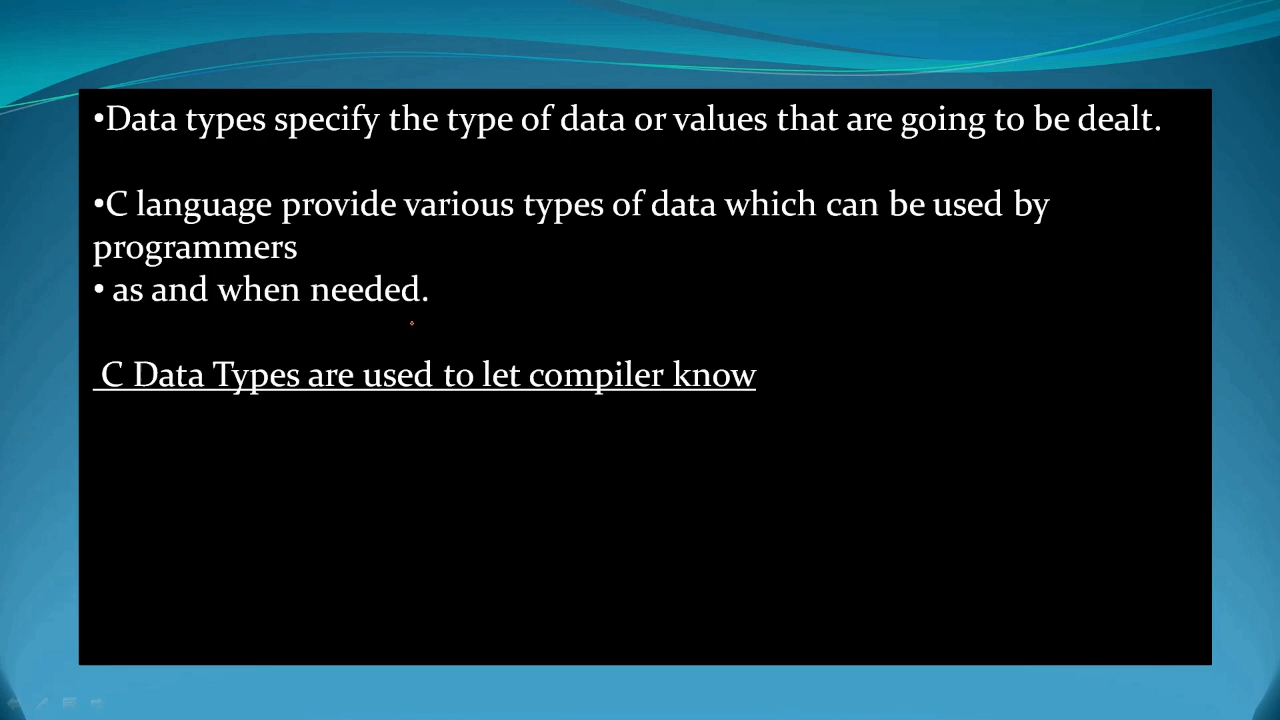 •Data types specify the type of data or values that are going to be dealt.
•C language provide various types of data which can be used by
programmers
• as and when needed.
C Data Types are used to let compiler know